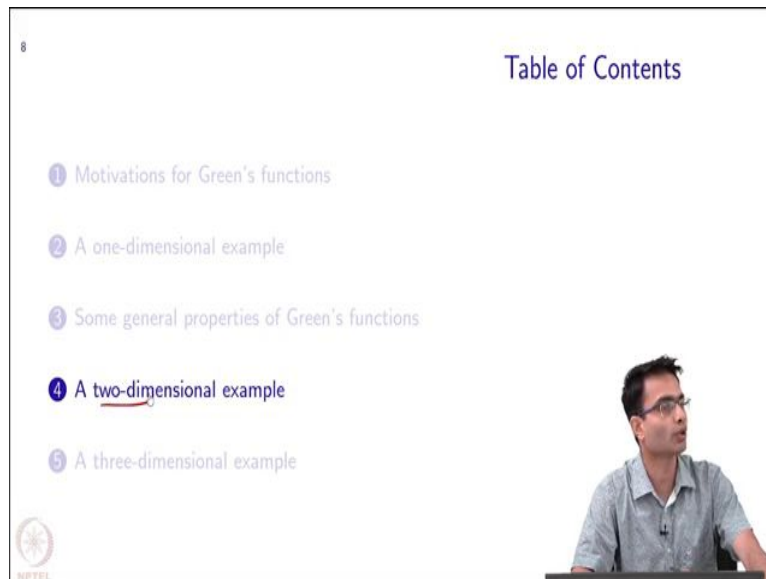 8
Table of Contents
1 Motivations for Green's functions
2 A one-dimensional example
3 Some general properties of Green's functions
4 A two-dimensional example
5 A three-dimensional example
NPTEL